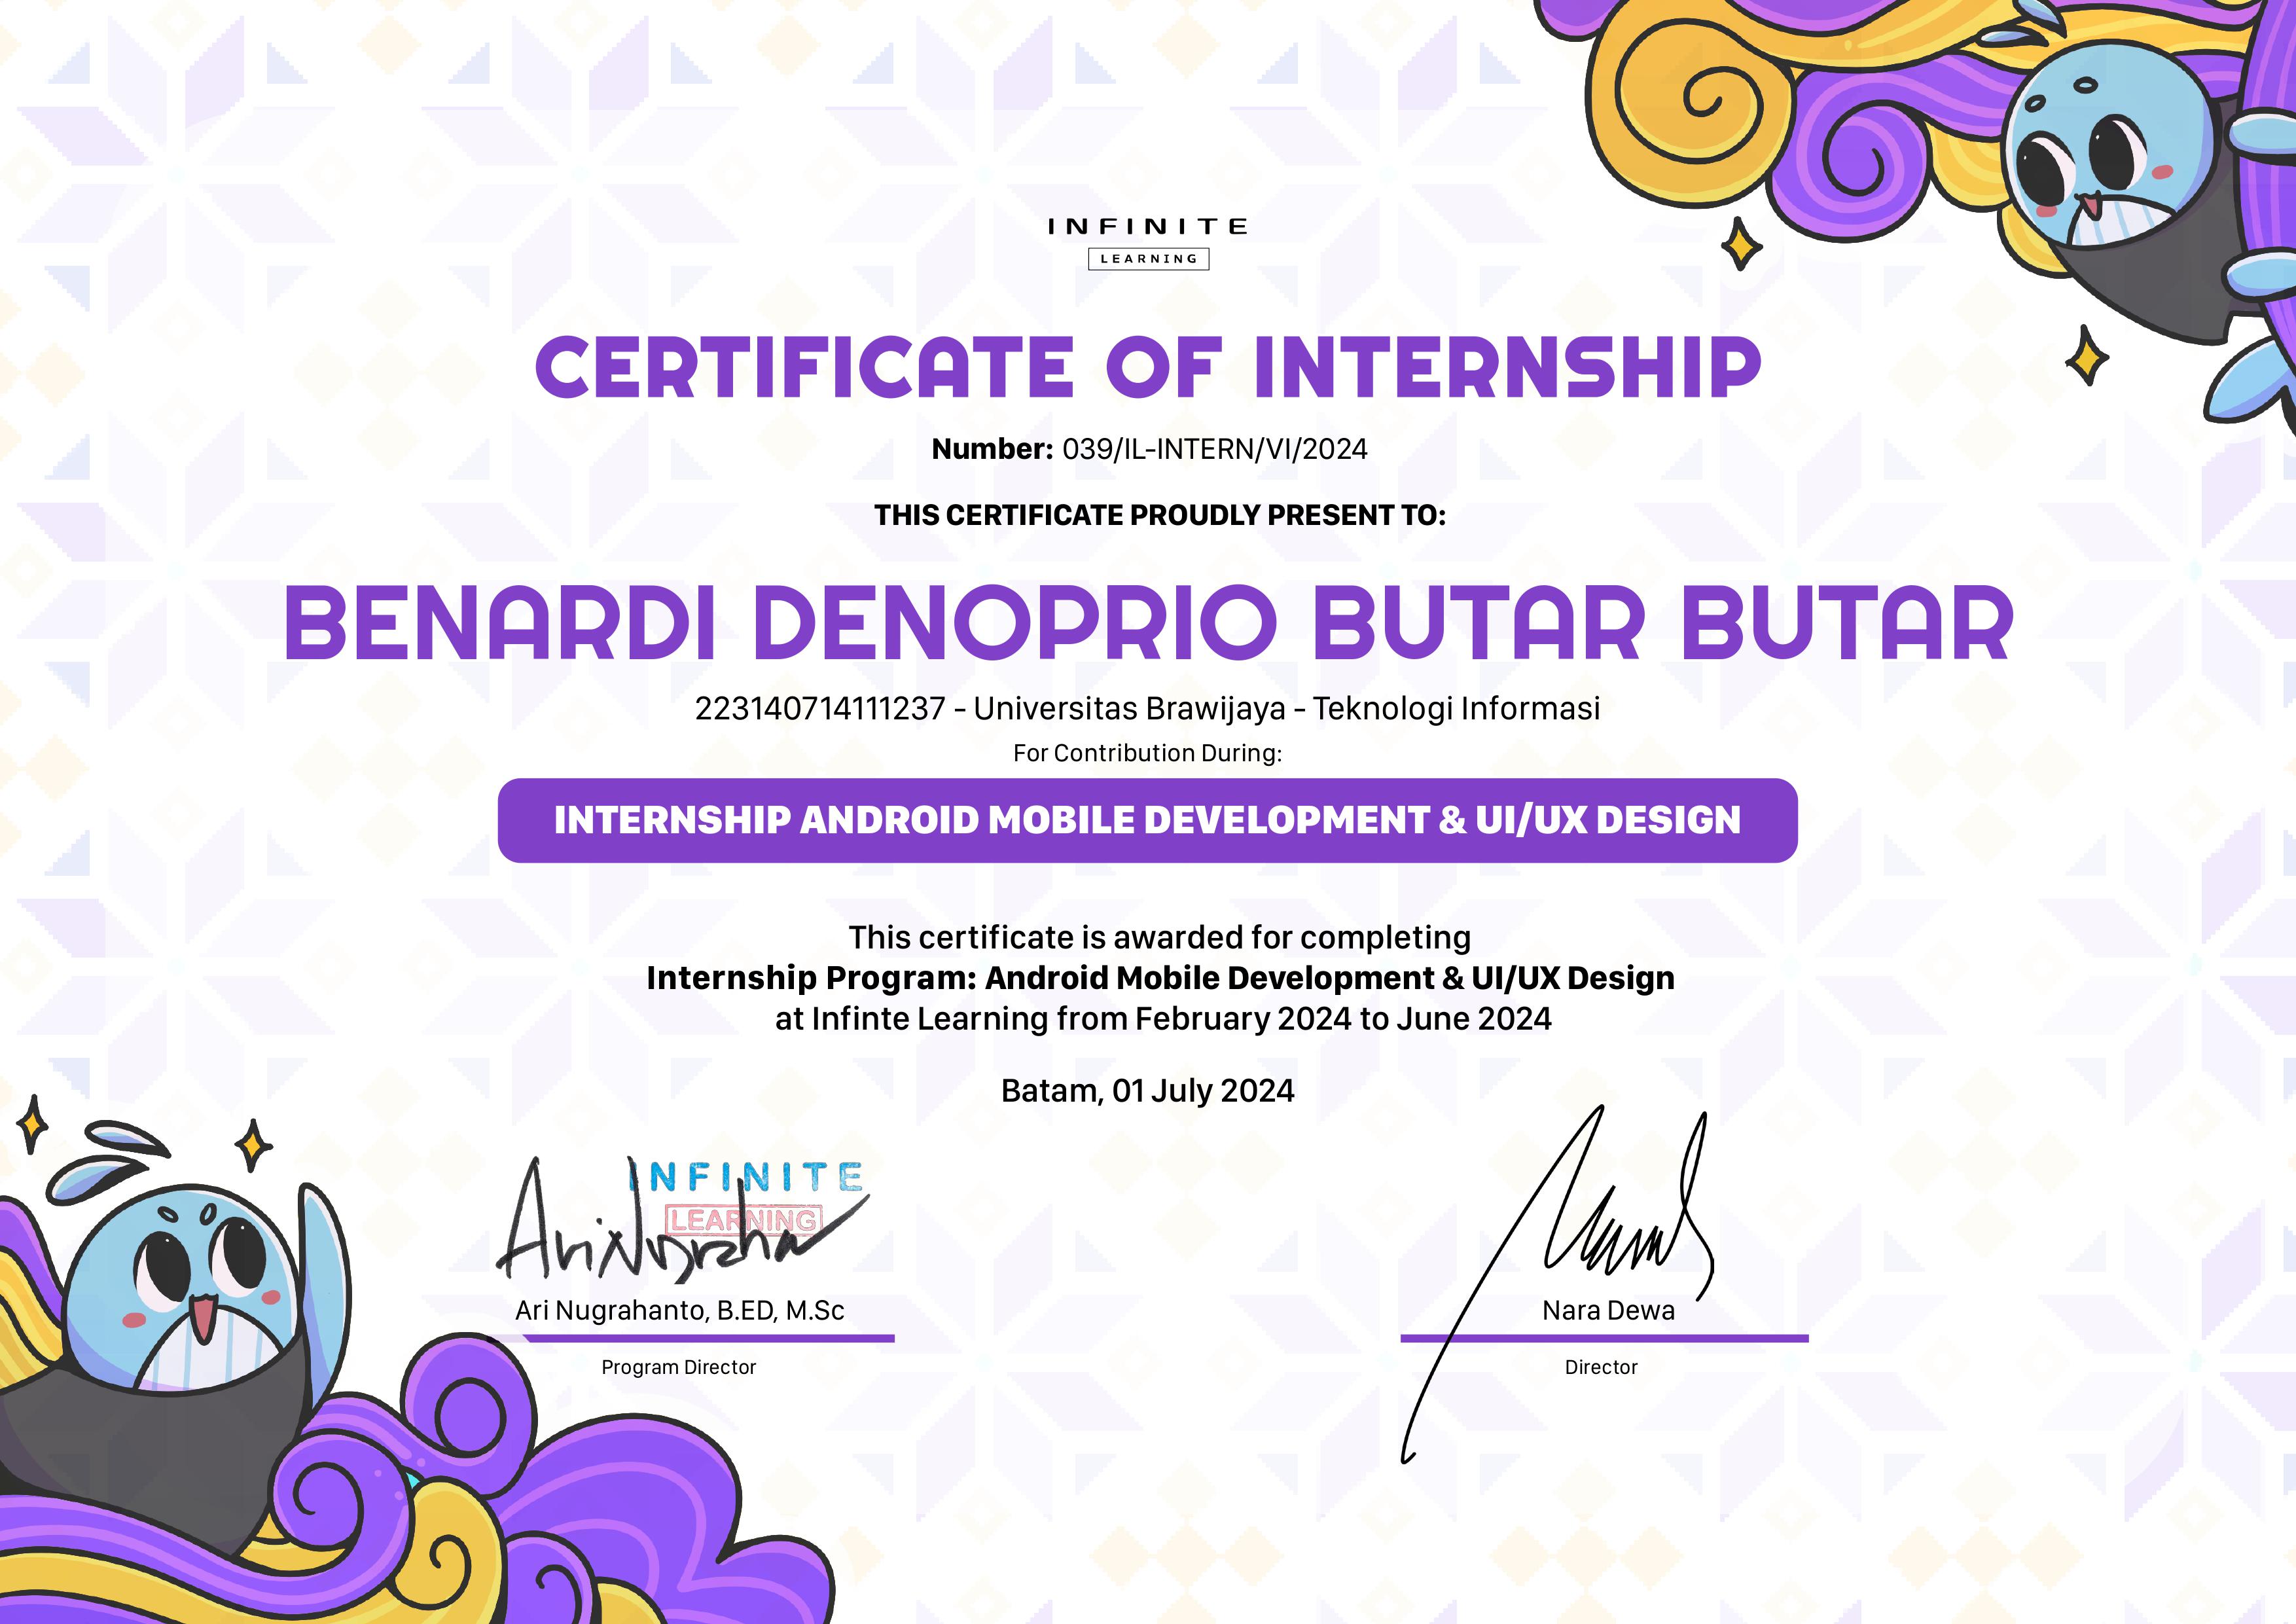 INFINITE
LEARNING
CERTIFICATE OF INTERNSHIP
Number: 039/IL-INTERN/VI/2024
THIS CERTIFICATE PROUDLY PRESENT TO:
BENARDI DENOPRIO BUTAR BUTAR
223140714111237 - Universitas Brawijaya - Teknologi Informasi
For Contribution During:
INTERNSHIP ANDROID MOBILE DEVELOPMENT & UI/UX DESIGN
This certificate is awarded for completing
Internship Program: Android Mobile Development & UI/UX Design
at Infinte Learning from February 2024 to June 2024
Batam, 01 July 2024
INFINITE
LEARNING
Ari Nugrahanto, B.ED, M.Sc
Program Director
Nara Dewa
Director